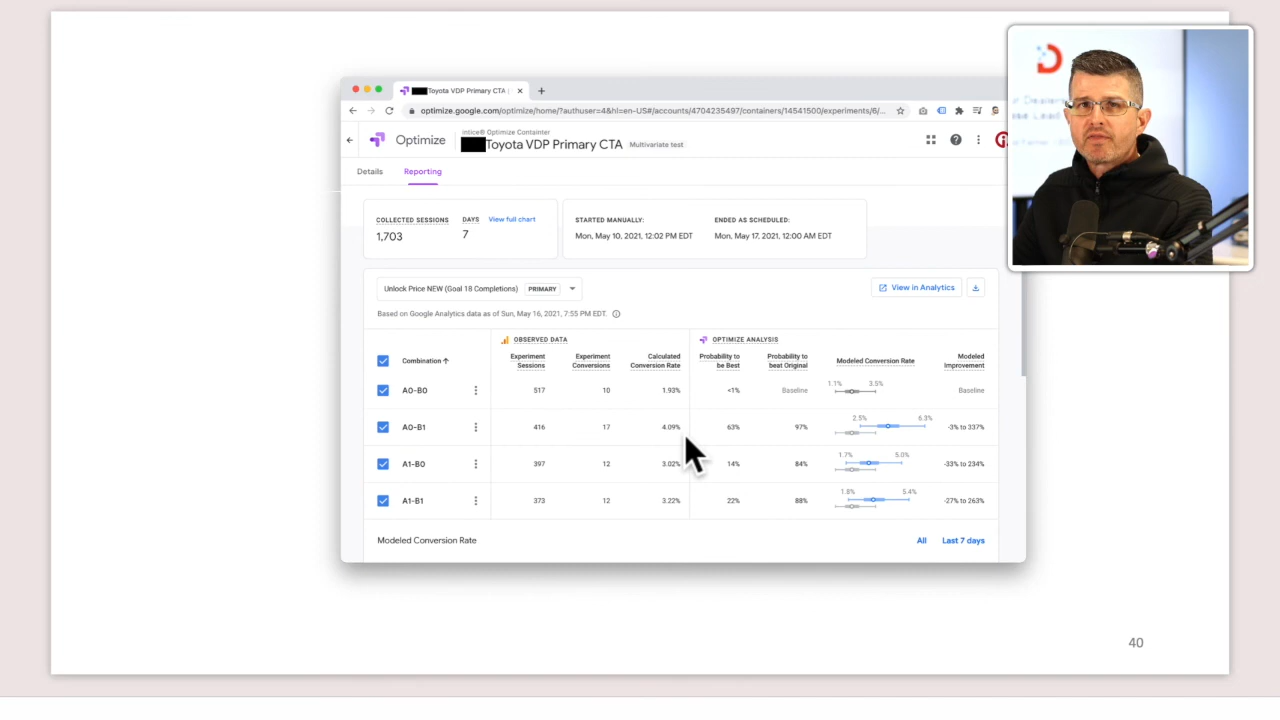 Toyota VDP Primary CTA
optimize.google.com/optimize/home/?authuser=4&hl=en-US#/accounts/4704235497/containers/14541500/experiments/6/...
Optimize
intice® Optimize Containter
Toyota VDP Primary CTA Multivariate test
Details Reporting
COLLECTED SESSIONS DAYS View full chart
1,703 7
STARTED MANUALLY: ENDED AS SCHEDULED:
Mon, May 10, 2021, 12:02 PM EDT Mon, May 17, 2021, 12:00 AM EDT
Unlock Price NEW (Goal 18 Completions) PRIMARY View in Analytics
Based on Google Analytics data as of Sun, May 16, 2021, 7:55 PM EDT.
OBSERVED DATA OPTIMIZE ANALYSIS
Combination Experiment Sessions Experiment Conversions Calculated Conversion Rate Probability to be Best Probability to beat Original Modeled Conversion Rate Modeled Improvement
A0-B0 517 10 1.93% <1% Baseline 1.1% 3.5% Baseline
A0-B1 416 17 4.09% 63% 97% 2.5% 6.3% -3% to 337%
A1-B0 397 12 3.02% 14% 84% 1.7% 5.0% -33% to 234%
A1-B1 373 12 3.22% 22% 88% 1.8% 5.4% -27% to 263%
Modeled Conversion Rate All Last 7 days
40